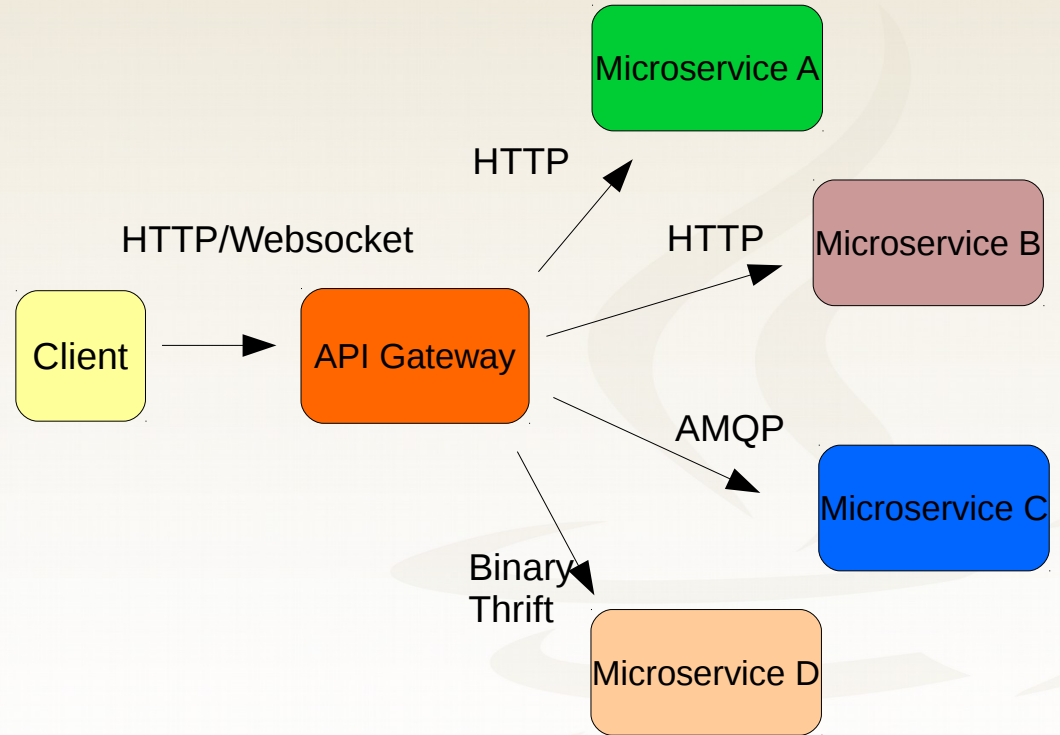 Microservice A
HTTP
HTTP/Websocket
HTTP
Microservice B
Client
API Gateway
AMQP
Microservice C
Binary
Thrift
Microservice D